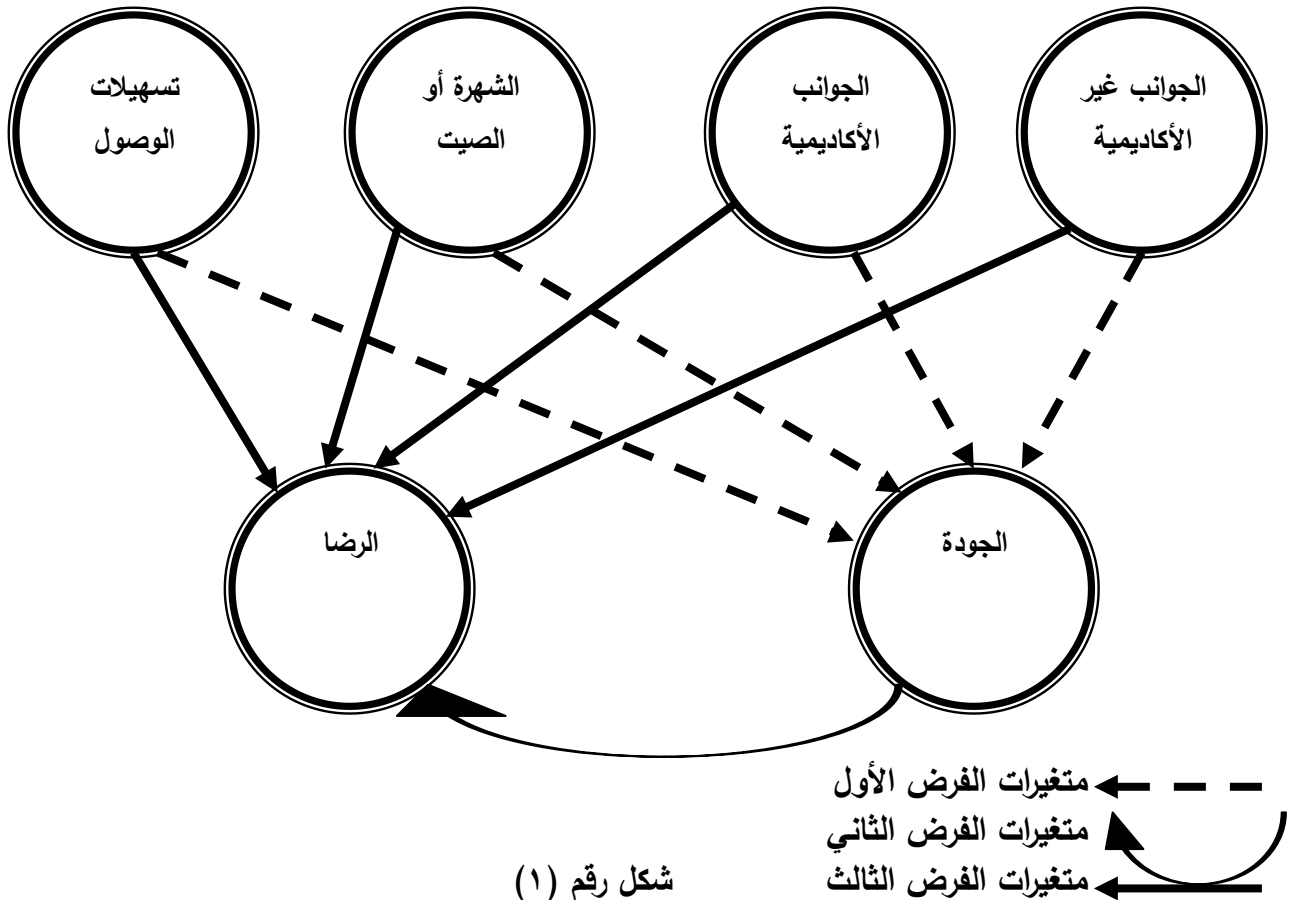 الجوانب غير
الأكاديمية
الجوانب
الأكاديمية
الشهرة أو
الصيت
تسهيلات
الوصول
الجودة
الرضا
متغيرات الفرض الأول
متغيرات الفرض الثاني
متغيرات الفرض الثالث
شكل رقم (١)